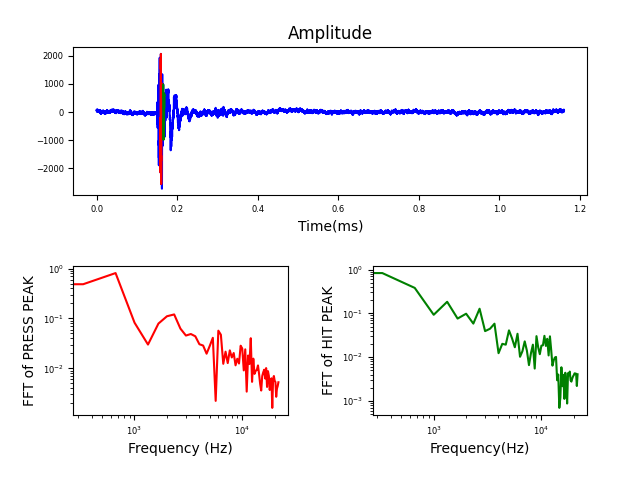 Amplitude
2000
1000
0
−1000
−2000
0.0 0.2 0.4 0.6 0.8 1.0 1.2
Time(ms)
FFT of PRESS PEAK
10⁰
10⁻¹
10⁻²
10³ 10⁴
Frequency (Hz)
FFT of HIT PEAK
10⁰
10⁻¹
10⁻²
10⁻³
10³ 10⁴
Frequency(Hz)